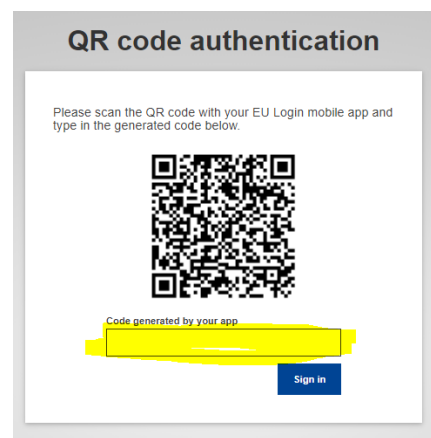 QR code authentication
Please scan the QR code with your EU Login mobile app and
type in the generated code below.
Code generated by your app
Sign in